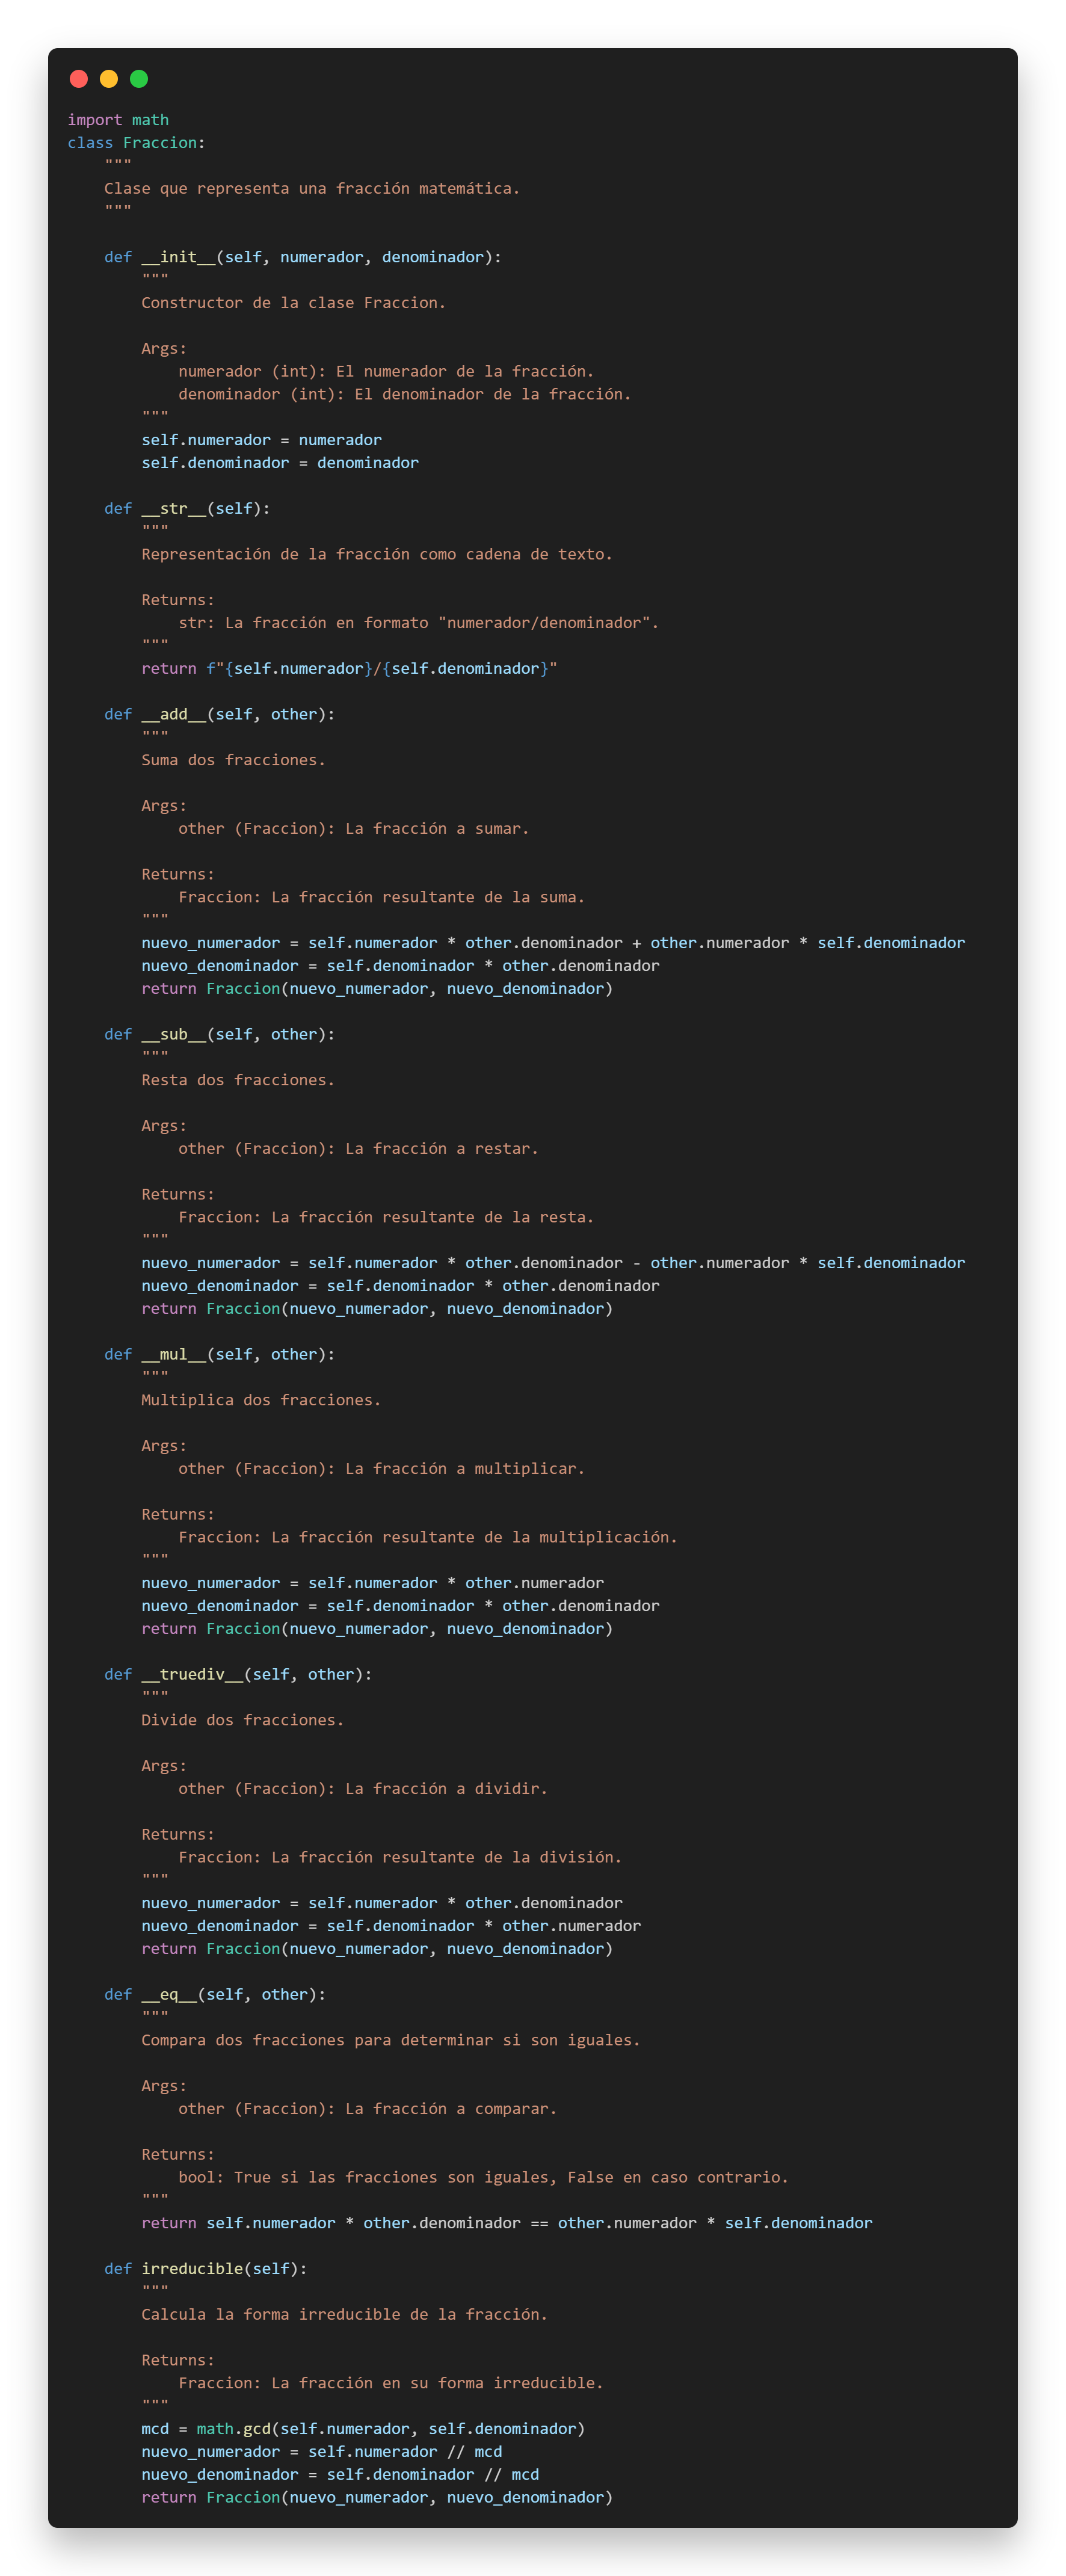 import math
class Fraccion:
    """
    Clase que representa una fracción matemática.
    """

    def __init__(self, numerador, denominador):
        """
        Constructor de la clase Fraccion.

        Args:
            numerador (int): El numerador de la fracción.
            denominador (int): El denominador de la fracción.
        """
        self.numerador = numerador
        self.denominador = denominador

    def __str__(self):
        """
        Representación de la fracción como cadena de texto.

        Returns:
            str: La fracción en formato "numerador/denominador".
        """
        return f"{self.numerador}/{self.denominador}"

    def __add__(self, other):
        """
        Suma dos fracciones.

        Args:
            other (Fraccion): La fracción a sumar.

        Returns:
            Fraccion: La fracción resultante de la suma.
        """
        nuevo_numerador = self.numerador * other.denominador + other.numerador * self.denominador
        nuevo_denominador = self.denominador * other.denominador
        return Fraccion(nuevo_numerador, nuevo_denominador)

    def __sub__(self, other):
        """
        Resta dos fracciones.

        Args:
            other (Fraccion): La fracción a restar.

        Returns:
            Fraccion: La fracción resultante de la resta.
        """
        nuevo_numerador = self.numerador * other.denominador - other.numerador * self.denominador
        nuevo_denominador = self.denominador * other.denominador
        return Fraccion(nuevo_numerador, nuevo_denominador)

    def __mul__(self, other):
        """
        Multiplica dos fracciones.

        Args:
            other (Fraccion): La fracción a multiplicar.

        Returns:
            Fraccion: La fracción resultante de la multiplicación.
        """
        nuevo_numerador = self.numerador * other.numerador
        nuevo_denominador = self.denominador * other.denominador
        return Fraccion(nuevo_numerador, nuevo_denominador)

    def __truediv__(self, other):
        """
        Divide dos fracciones.

        Args:
            other (Fraccion): La fracción a dividir.

        Returns:
            Fraccion: La fracción resultante de la división.
        """
        nuevo_numerador = self.numerador * other.denominador
        nuevo_denominador = self.denominador * other.numerador
        return Fraccion(nuevo_numerador, nuevo_denominador)

    def __eq__(self, other):
        """
        Compara dos fracciones para determinar si son iguales.

        Args:
            other (Fraccion): La fracción a comparar.

        Returns:
            bool: True si las fracciones son iguales, False en caso contrario.
        """
        return self.numerador * other.denominador == other.numerador * self.denominador

    def irreducible(self):
        """
        Calcula la forma irreducible de la fracción.

        Returns:
            Fraccion: La fracción en su forma irreducible.
        """
        mcd = math.gcd(self.numerador, self.denominador)
        nuevo_numerador = self.numerador // mcd
        nuevo_denominador = self.denominador // mcd
        return Fraccion(nuevo_numerador, nuevo_denominador)